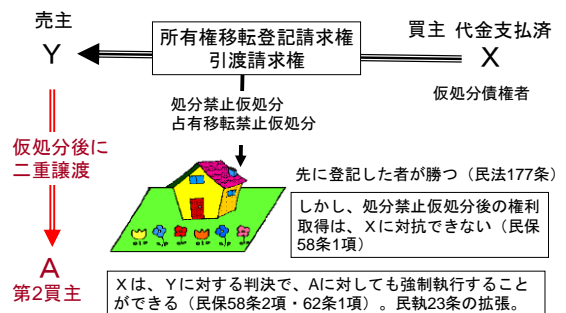 売主
Y
所有権移転登記請求権
引渡請求権
買主 代金支払済
X
仮処分債権者
処分禁止仮処分
占有移転禁止仮処分
仮処分後に
二重譲渡
先に登記した者が勝つ（民法177条）
しかし、処分禁止仮処分後の権利
取得は、Xに対抗できない（民保
58条1項）
A
第2買主
Xは、Yに対する判決で、Aに対しても強制執行すること
ができる（民保58条2項・62条1項）。民執23条の拡張。